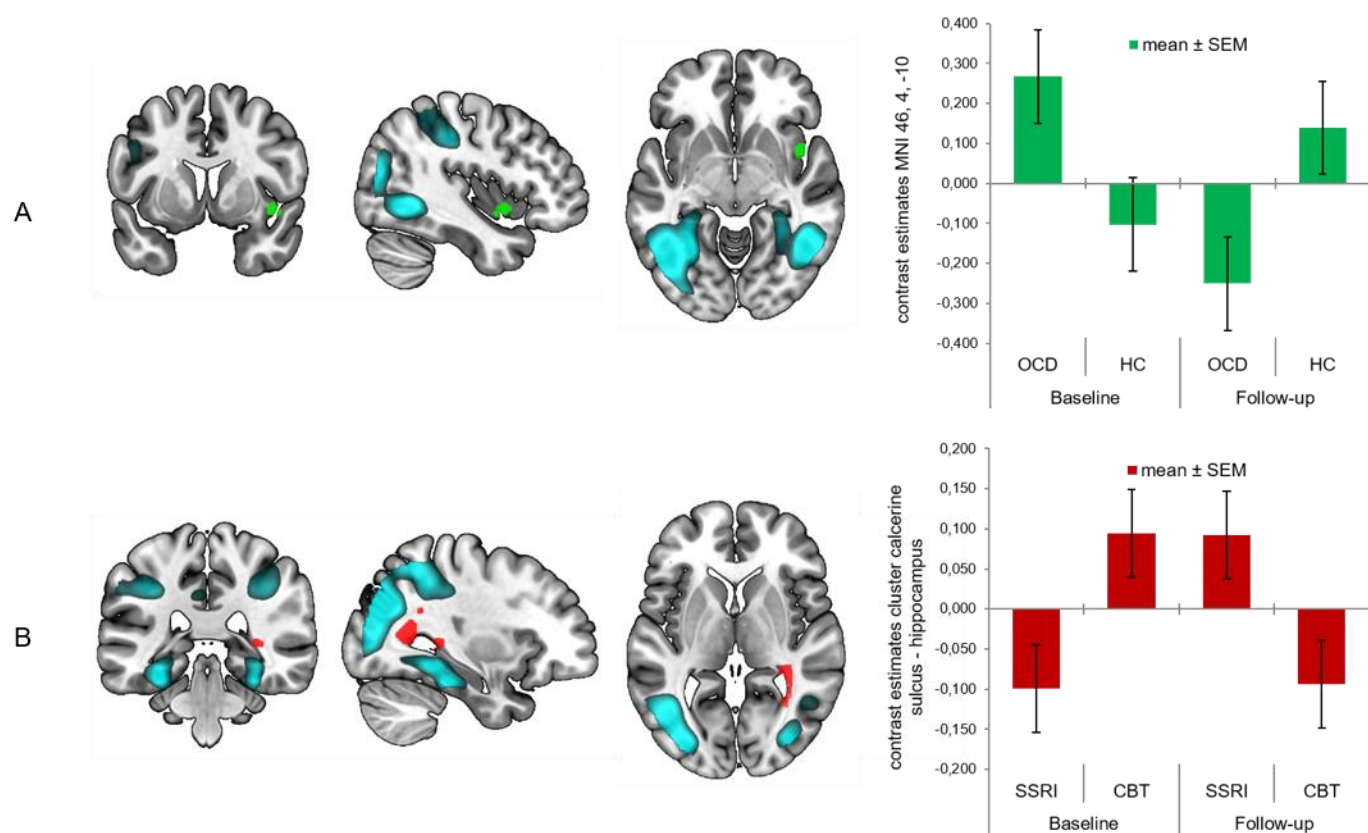 A
contrast estimates MNI 46, 4, -10
0,400
0,300
0,200
0,100
0,000
-0,100
-0,200
-0,300
-0,400
mean ± SEM
OCD
HC
OCD
HC
Baseline
Follow-up
B
contrast estimates cluster calcerine
sulcus - hippocampus
0,200
0,150
0,100
0,050
0,000
-0,050
-0,100
-0,150
-0,200
mean ± SEM
SSRI
CBT
SSRI
CBT
Baseline
Follow-up